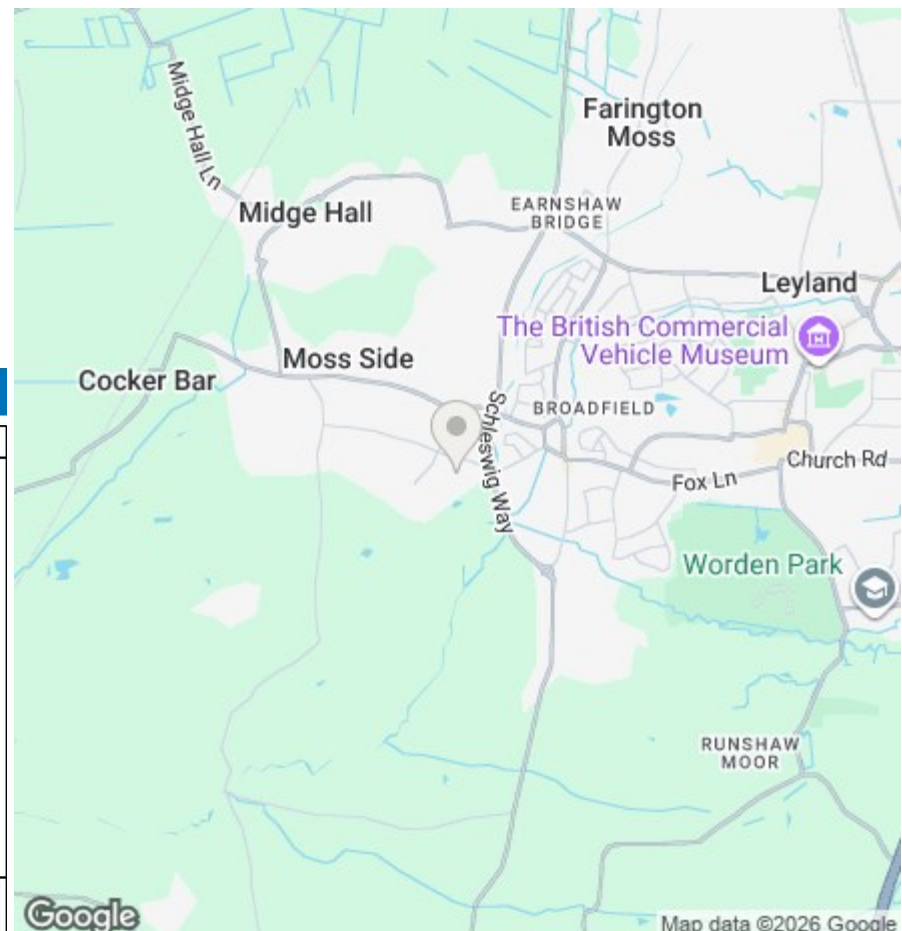 Farington
Moss
Midge Hall Ln
Midge Hall
EARNSHAW
BRIDGE
Leyland
The British Commercial
Vehicle Museum
Moss Side
Cocker Bar
Schleswig Way
BROADFIELD
Church Rd
Fox Ln
Worden Park
RUNSHAW
MOOR
Google
Map data ©2026 Google